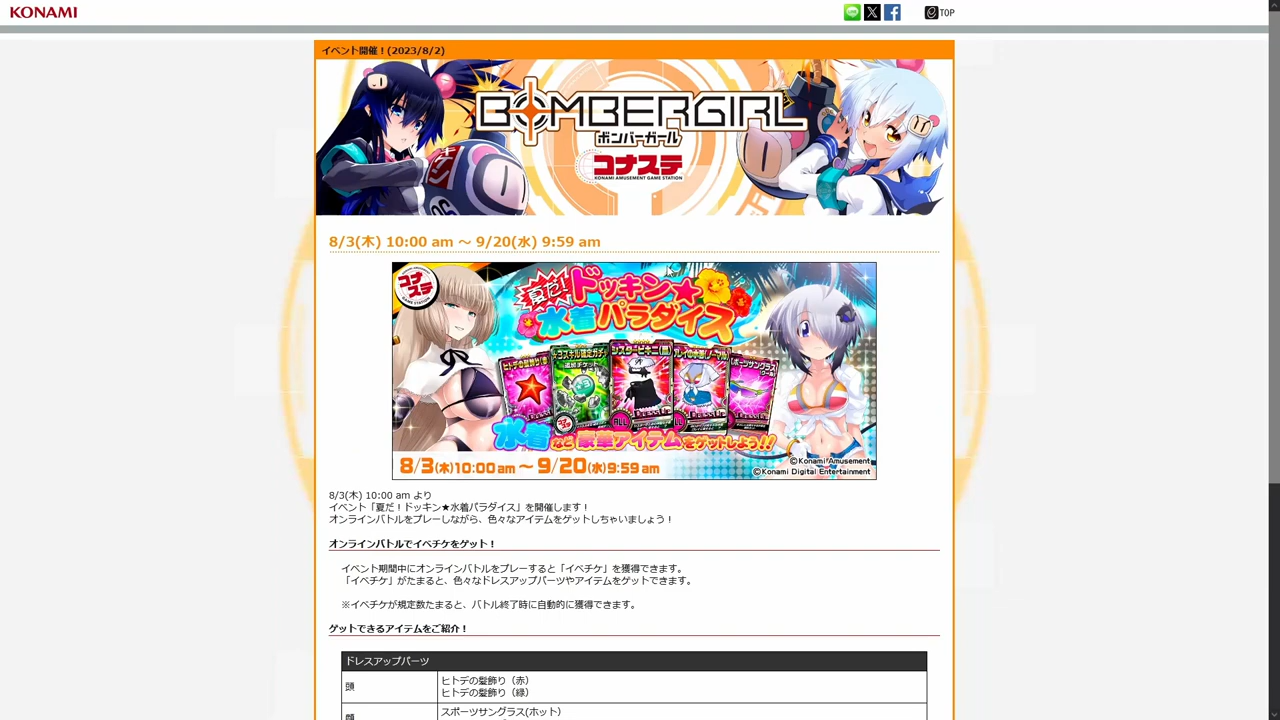 KONAMI
TOP
イベント開催！(2023/8/2)
BOMBERGIRL
ボンバーガール
コナステ
KONAMI AMUSEMENT GAME STATION
8/3(木) 10:00 am ～ 9/20(水) 9:59 am
コナステ
GAME STATION
夏だ！ドッキン★
水着パラダイス
水着など豪華アイテムをゲットしよう!!
8/3(木)10:00 am ～ 9/20(水)9:59 am
©Konami Amusement
©Konami Digital Entertainment
8/3(木) 10:00 am より
イベント「夏だ！ドッキン★水着パラダイス」を開催します！
オンラインバトルをプレーしながら、色々なアイテムをゲットしちゃいましょう！
オンラインバトルでイベチケをゲット！
イベント期間中にオンラインバトルをプレーすると「イベチケ」を獲得できます。
「イベチケ」がたまると、色々なドレスアップパーツやアイテムをゲットできます。
※イベチケが規定数たまると、バトル終了時に自動的に獲得できます。
ゲットできるアイテムをご紹介！
ドレスアップパーツ
頭
ヒトデの髪飾り（赤）
ヒトデの髪飾り（緑）
顔
スポーツサングラス(ホット）